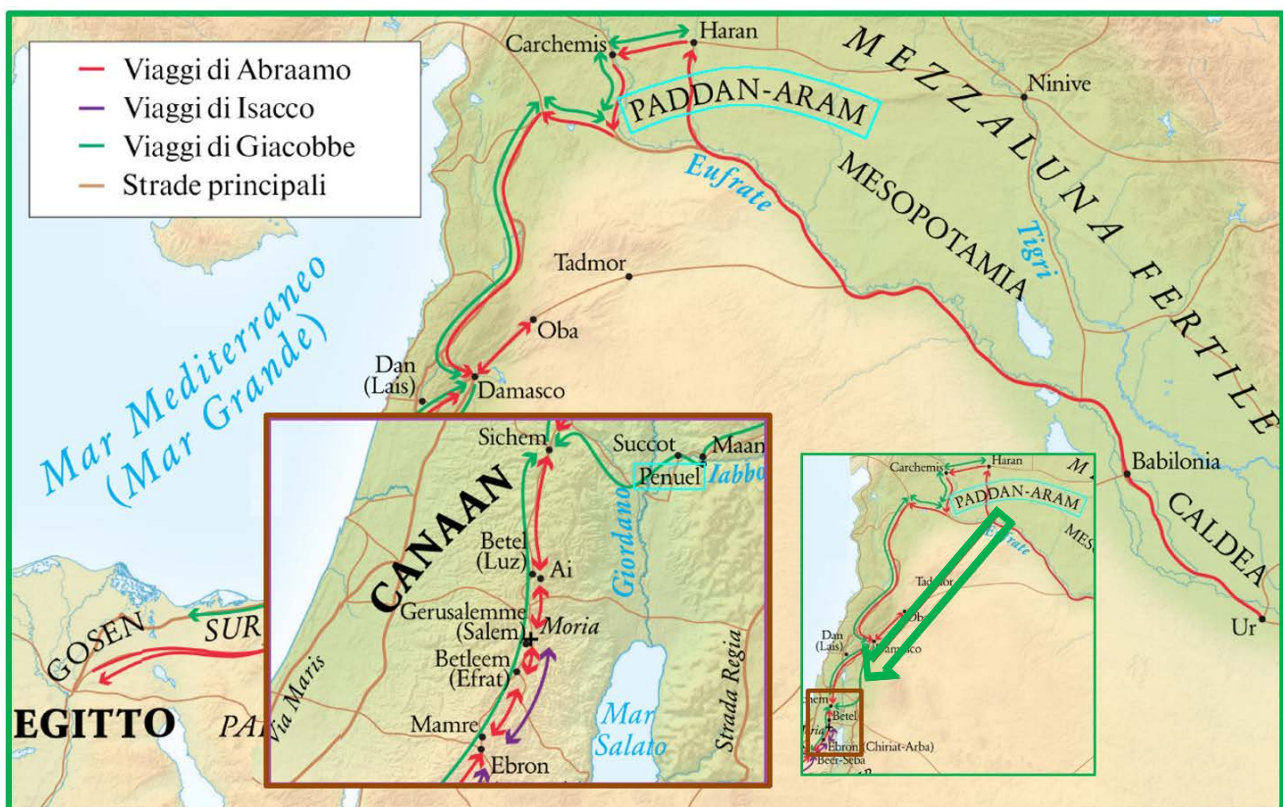 Viaggi di Abraamo
Viaggi di Isacco
Viaggi di Giacobbe
Strade principali
Carchemis
Haran
PADDAN-ARAM
MEZZALUNA FERTILE
Ninive
Eufrate
MESOPOTAMIA
Tigri
Tadmor
Oba
Mar Mediterraneo
(Mar Grande)
Dan
(Lais)
Damasco
Babilonia
CALDEA
Ur
GOSEN
SUR
EGITTO
Via Maris
Sichem
Succot
Maan
Penuel
Iabbo
CANAAN
Giordano
Betel
(Luz)
Ai
Gerusalemme
(Salem)
Moria
Betleem
(Efrat)
Mamre
Ebron
Mar
Salato
Strada Regia
Carchemis
Haran
PADDAN-ARAM
Eufrate
Tadmor
Dan
(Lais)
Betel
Ebron (Chiriat-Arba)
Beer-Seba